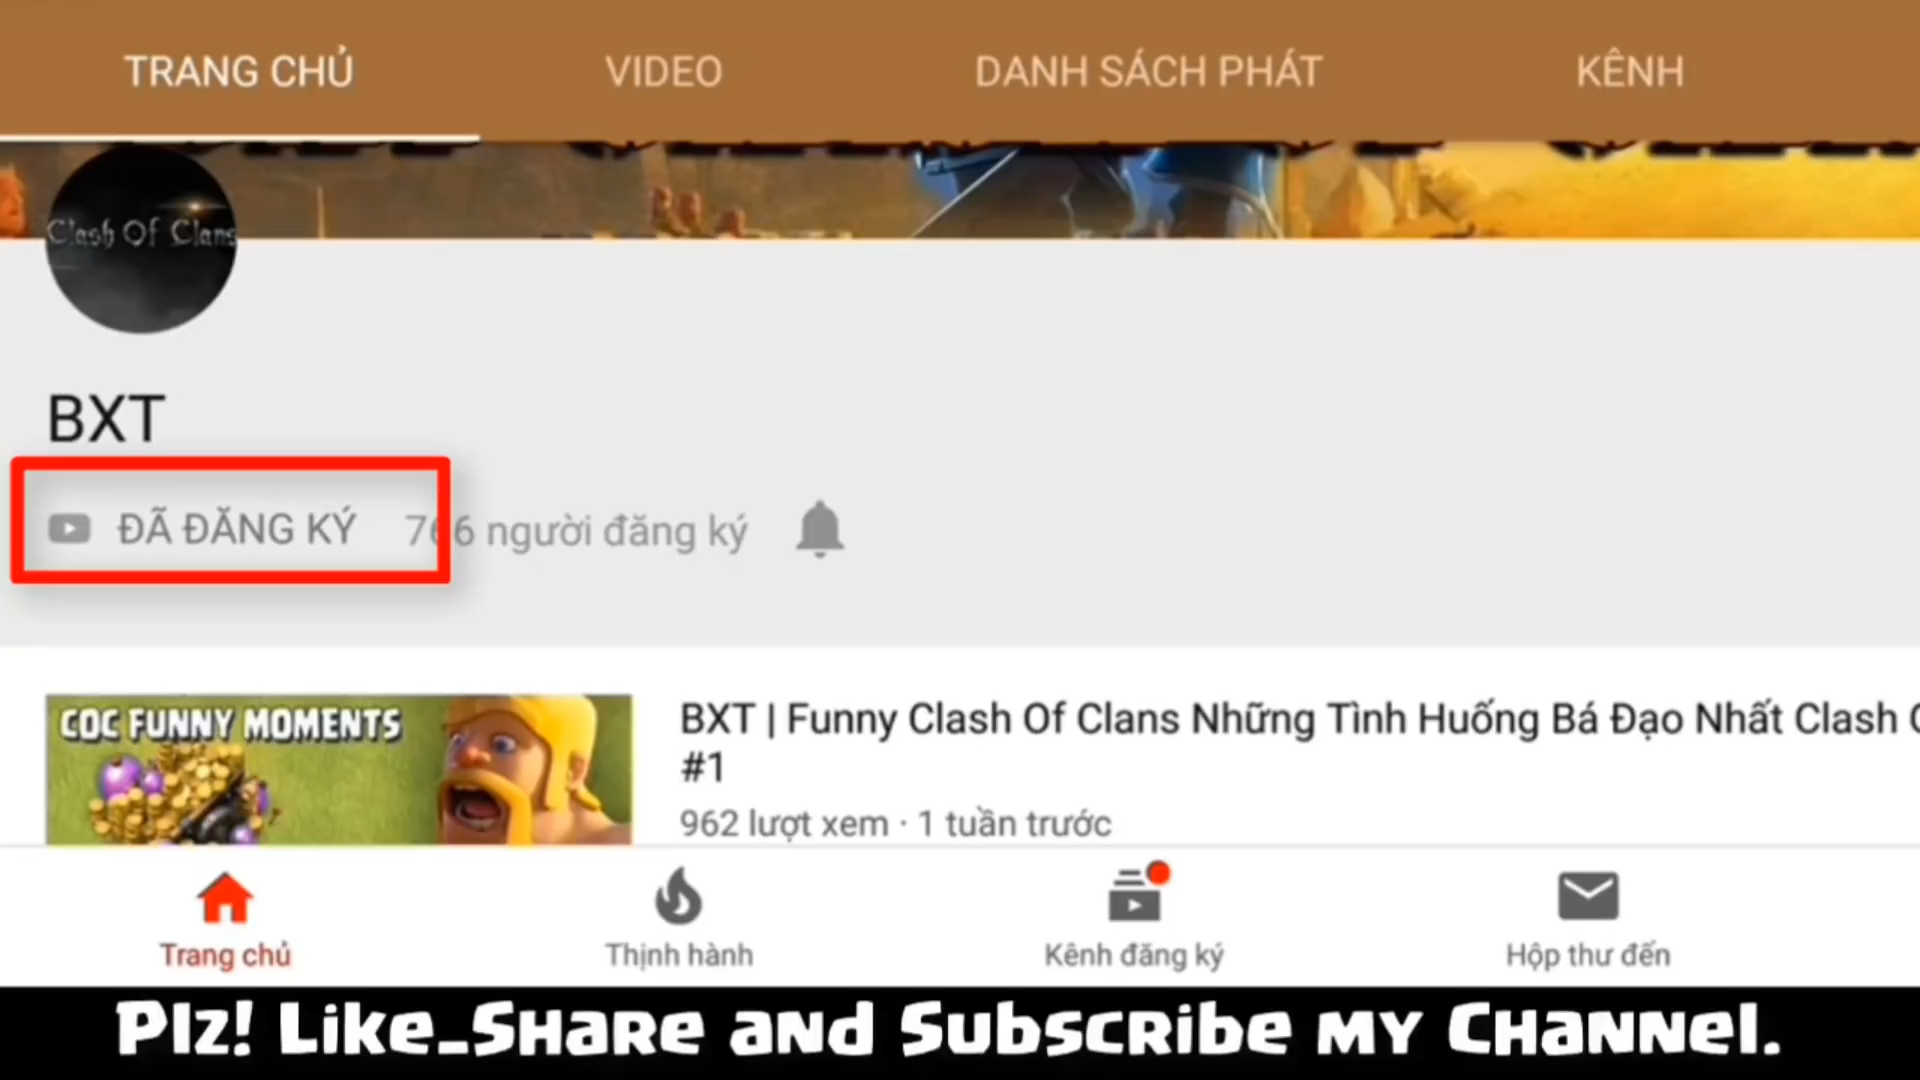 TRANG CHỦ VIDEO DANH SÁCH PHÁT KÊNH
Clash Of Clans
BXT
ĐÃ ĐĂNG KÝ 766 người đăng ký
COC FUNNY MOMENTS
BXT | Funny Clash Of Clans Những Tình Huống Bá Đạo Nhất Clash
#1
962 lượt xem · 1 tuần trước
Trang chủ Thịnh hành Kênh đăng ký Hộp thư đến
Plz! Like_Share and Subscribe my Channel.